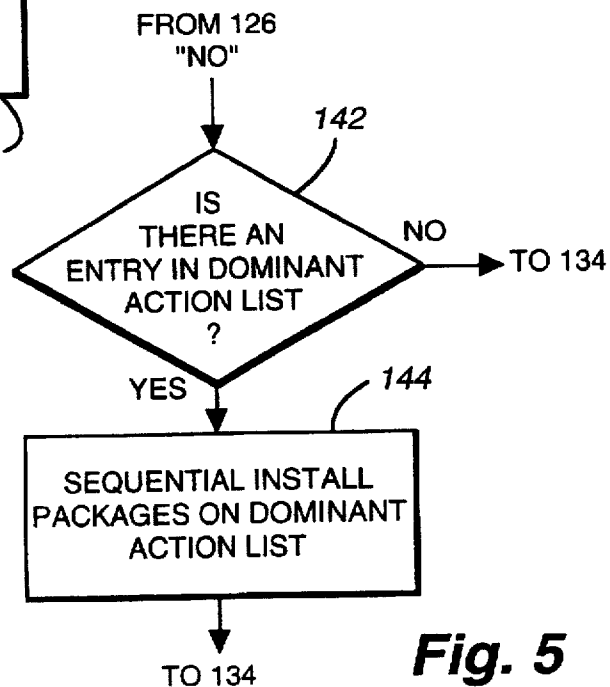 FROM 126
"NO"
142
IS
THERE AN
ENTRY IN DOMINANT
ACTION LIST
?
NO
TO 134
YES
144
SEQUENTIAL INSTALL
PACKAGES ON DOMINANT
ACTION LIST
TO 134
Fig. 5